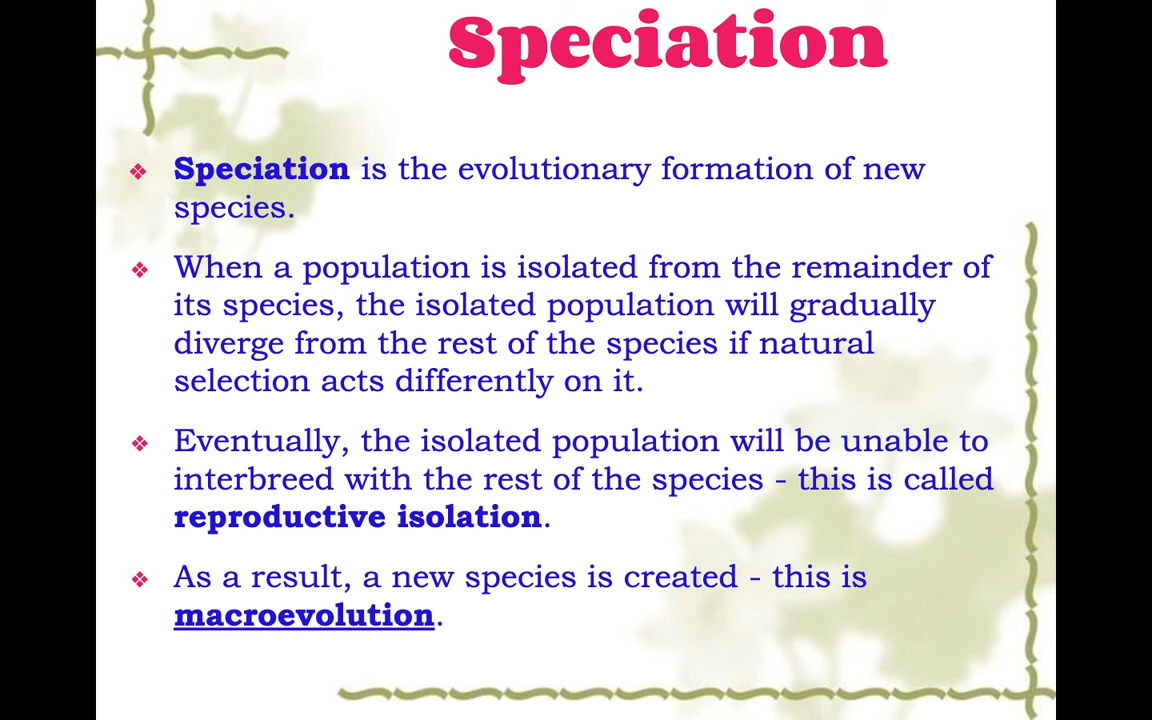 Speciation
❖ Speciation is the evolutionary formation of new
species.
❖ When a population is isolated from the remainder of
its species, the isolated population will gradually
diverge from the rest of the species if natural
selection acts differently on it.
❖ Eventually, the isolated population will be unable to
interbreed with the rest of the species - this is called
reproductive isolation.
❖ As a result, a new species is created - this is
macroevolution.